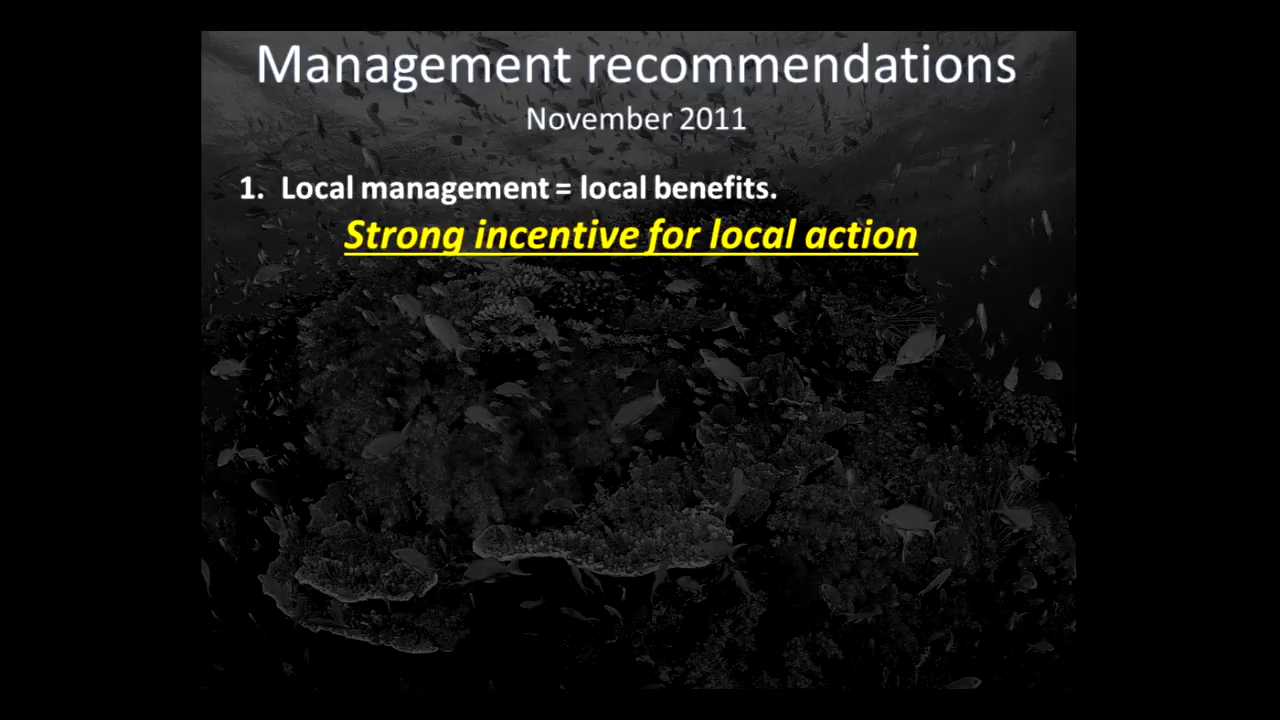 Management recommendations
November 2011
1. Local management = local benefits.
Strong incentive for local action